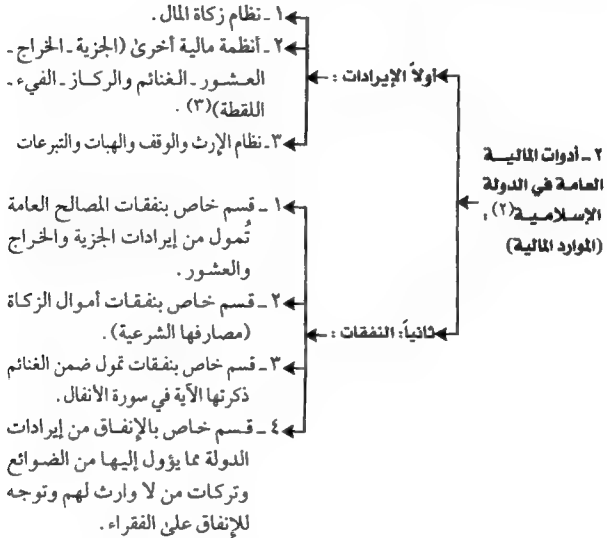 ٢ ـ أدوات المالية
العامة في الدولة
الإسلامية(٢) ،
(الموارد المالية)
أولاً الإيرادات :
١ ـ نظام زكاة المال .
٢ ـ أنظمة مالية أخرىٰ (الجزية ـ الخراج ـ
العشور ـ الغنائم والركاز ـ الفيء ـ
اللقطة)(٣) .
٣ـ نظام الإرث والوقف والهبات والتبرعات
ثانياً: النفقات :
١ ـ قسم خاص بنفقات المصالح العامة
تُمول من إيرادات الجزية والخراج
والعشور .
٢ ـ قسم خاص بنفقات أموال الزكاة
(مصارفها الشرعية) .
٣ ـ قسم خاص بنفقات تمول ضمن الغنائم
ذكرتها الآية في سورة الأنفال .
٤ ـ قسم خاص بالإنفاق من إيرادات
الدولة مما يؤول إليها من الضوائع
وتركات من لا وارث لهم وتوجه
للإنفاق علىٰ الفقراء .